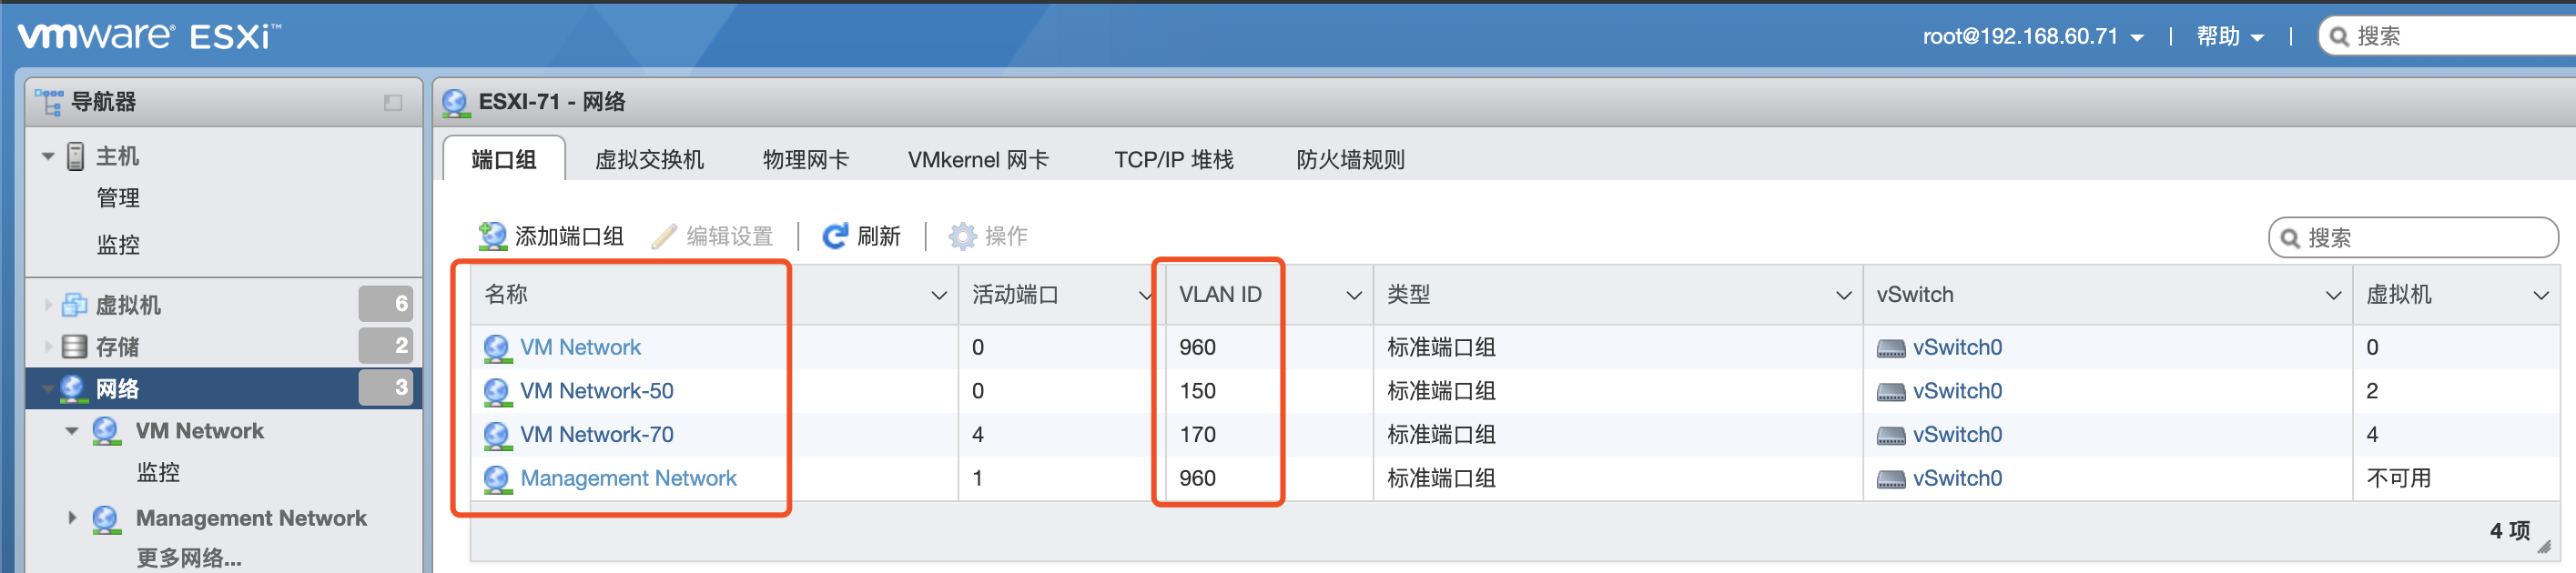 vmware® ESXi™
root@192.168.60.71 | 帮助 | 搜索
导航器
主机
管理
监控
虚拟机 6
存储 2
网络 3
VM Network
监控
Management Network
更多网络...
ESXI-71 - 网络
端口组 虚拟交换机 物理网卡 VMkernel 网卡 TCP/IP 堆栈 防火墙规则
添加端口组 编辑设置 | 刷新 | 操作 搜索
名称 活动端口 VLAN ID 类型 vSwitch 虚拟机
VM Network 0 960 标准端口组 vSwitch0 0
VM Network-50 0 150 标准端口组 vSwitch0 2
VM Network-70 4 170 标准端口组 vSwitch0 4
Management Network 1 960 标准端口组 vSwitch0 不可用
4 项